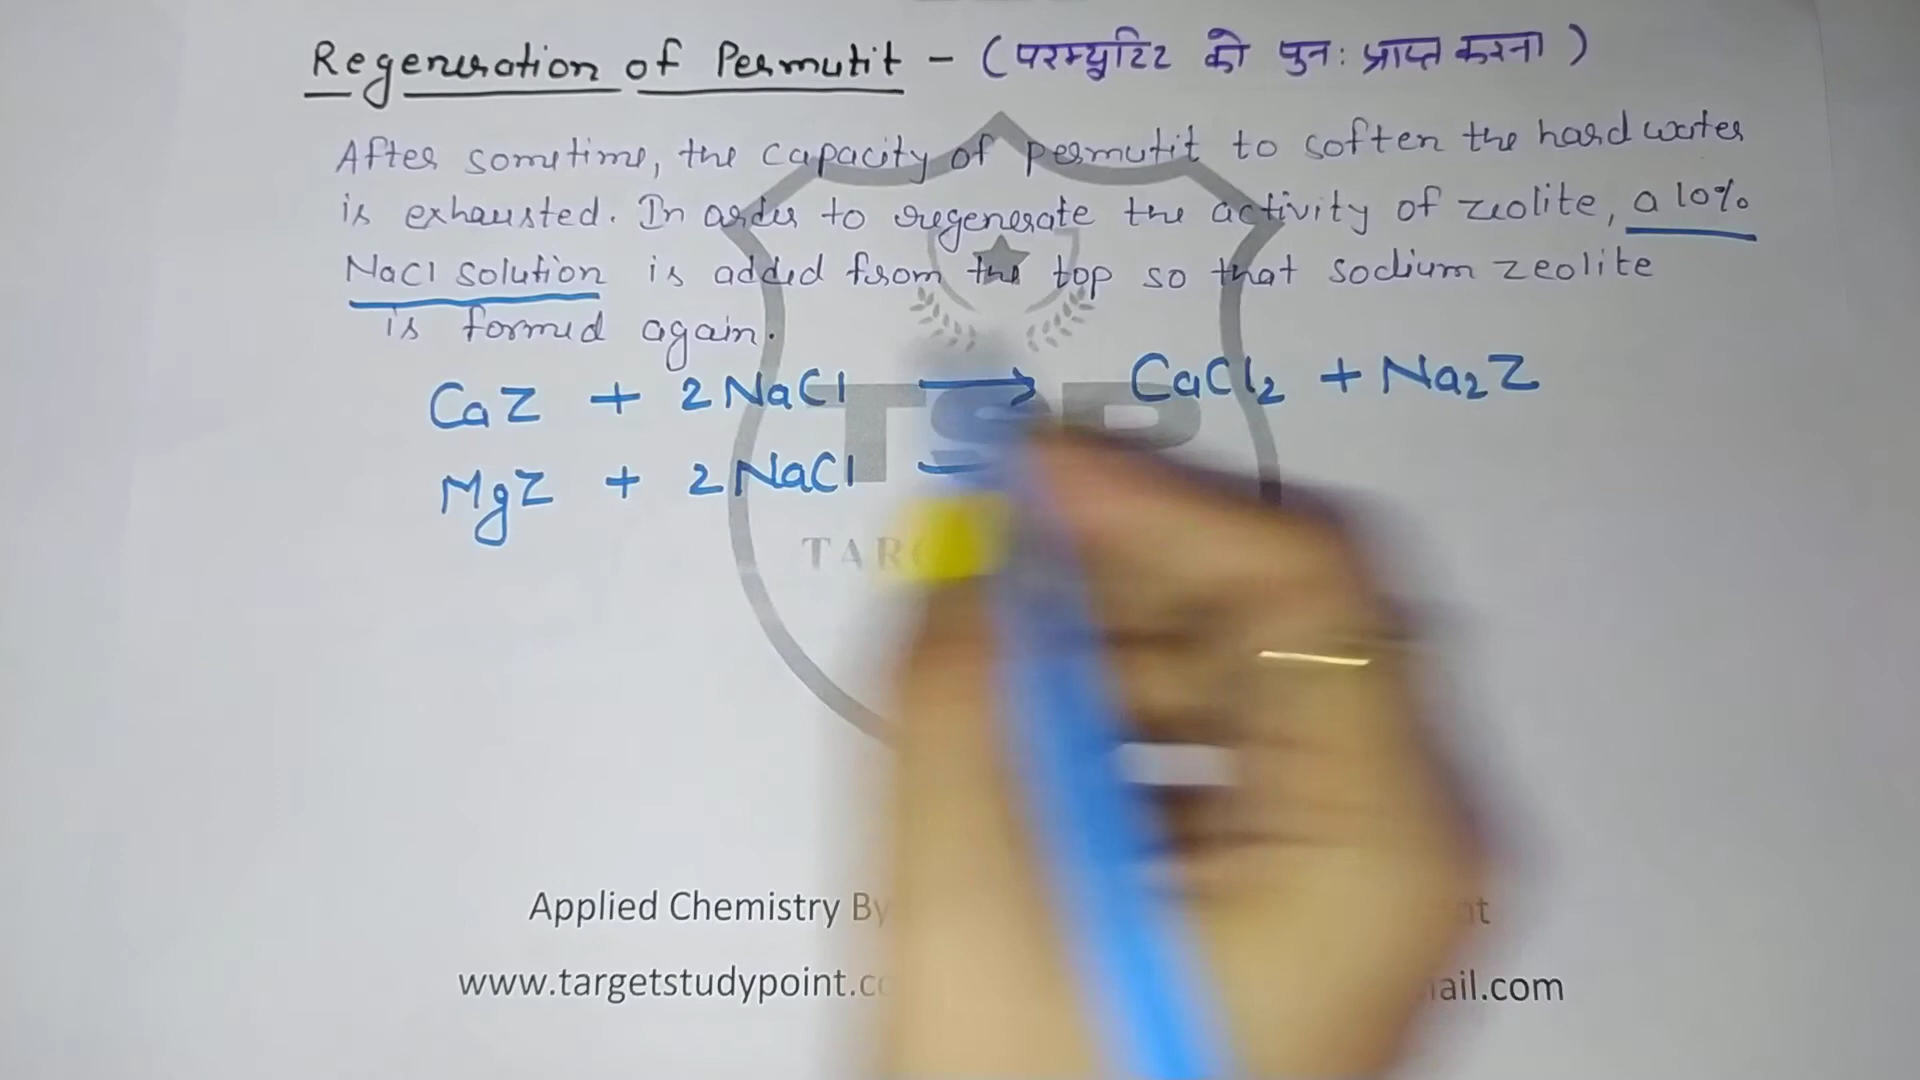 Regeneration of Permutit - (परम्यूटिट को पुन: प्राप्त करना)
After sometime, the capacity of permutit to soften the hard water
is exhausted. In order to regenerate the activity of zeolite, a 10%
NaCl solution is added from the top so that sodium zeolite
is formed again.
CaZ + 2NaCl → CaCl₂ + Na₂Z
MgZ + 2NaCl
TSP
Applied Chemistry By
www.targetstudypoint.c